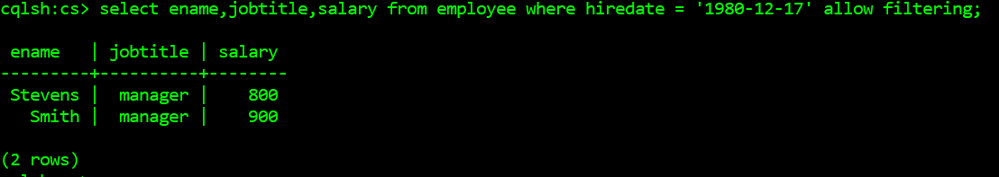 cqlsh:cs> select ename,jobtitle,salary from employee where hiredate = '1980-12-17' allow filtering;
 ename   | jobtitle | salary
---------+----------+--------
 Stevens |  manager |    800
   Smith |  manager |    900
(2 rows)